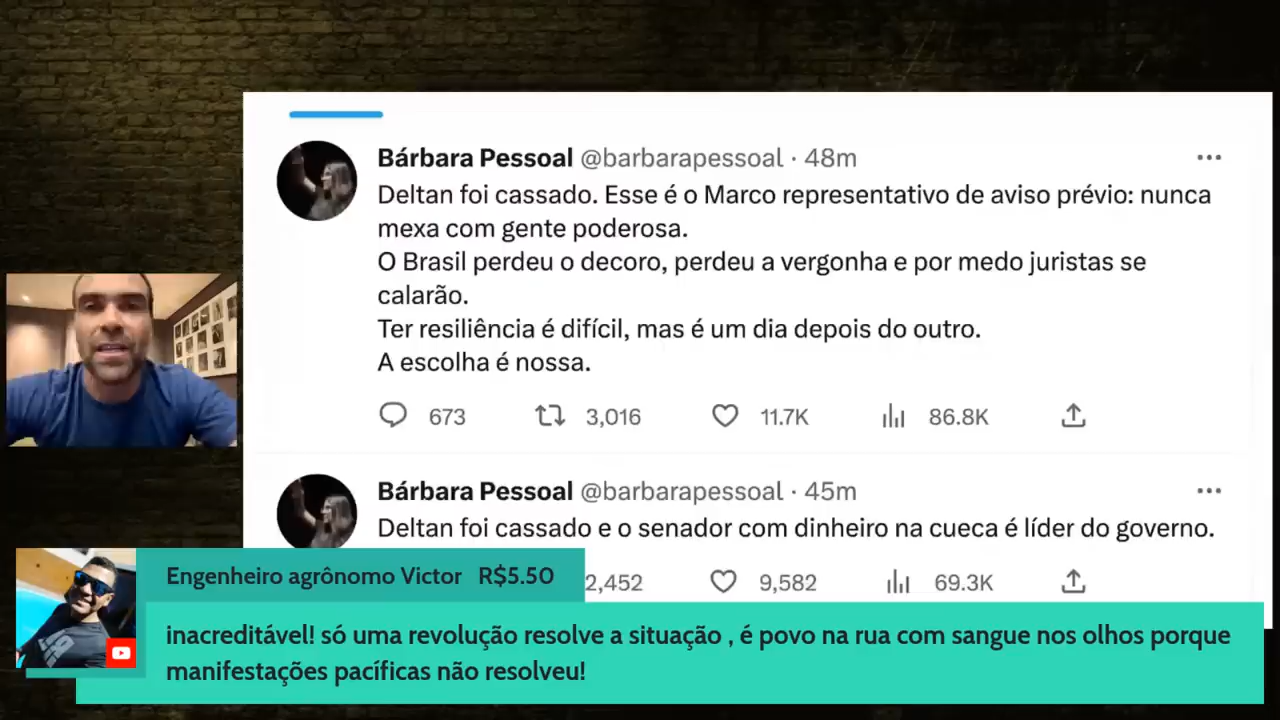 Bárbara Pessoal @barbarapessoal · 48m
Deltan foi cassado. Esse é o Marco representativo de aviso prévio: nunca
mexa com gente poderosa.
O Brasil perdeu o decoro, perdeu a vergonha e por medo juristas se
calarão.
Ter resiliência é difícil, mas é um dia depois do outro.
A escolha é nossa.
673 3,016 11.7K 86.8K
Bárbara Pessoal @barbarapessoal · 45m
Deltan foi cassado e o senador com dinheiro na cueca é líder do governo.
2,452 9,582 69.3K
Engenheiro agrônomo Victor R$5.50
inacreditável! só uma revolução resolve a situação , é povo na rua com sangue nos olhos porque
manifestações pacíficas não resolveu!